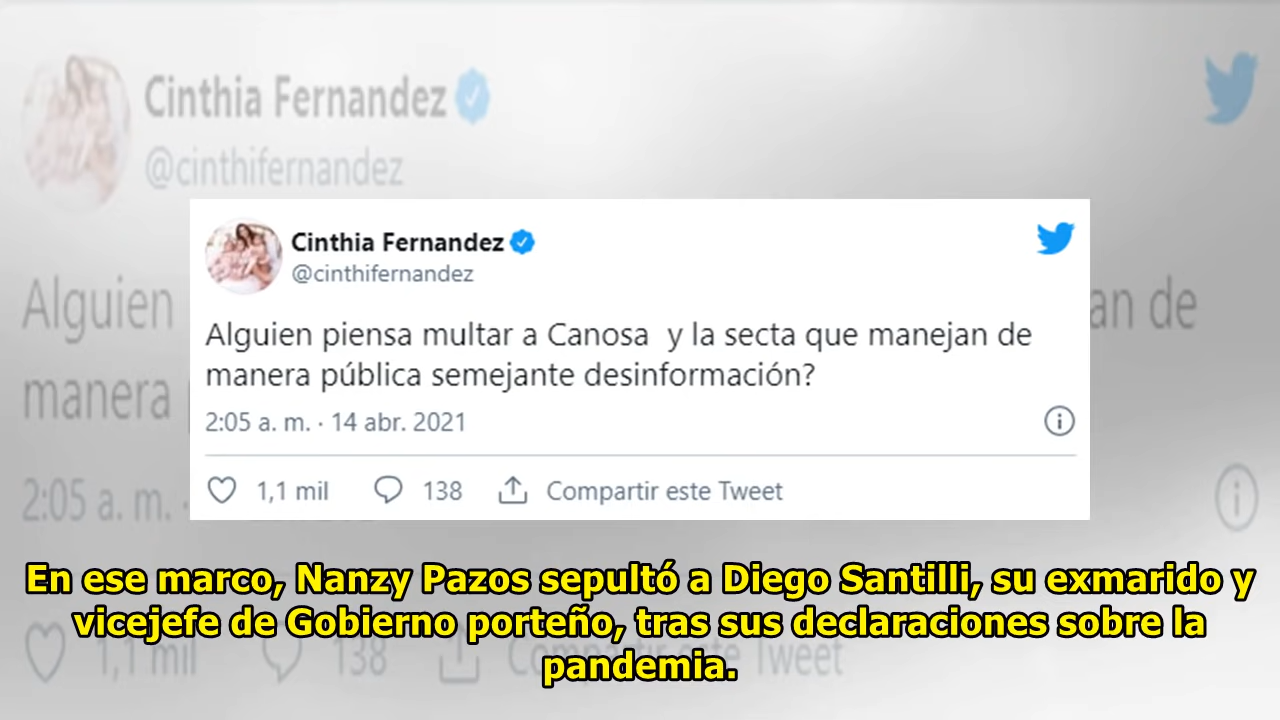 Cinthia Fernandez
@cinthifernandez
Alguien piensa multar a Canosa y la secta que manejan de
manera pública semejante desinformación?
2:05 a. m. · 14 abr. 2021
1,1 mil 138 Compartir este Tweet
En ese marco, Nanzy Pazos sepultó a Diego Santilli, su exmarido y
vicejefe de Gobierno porteño, tras sus declaraciones sobre la
pandemia.